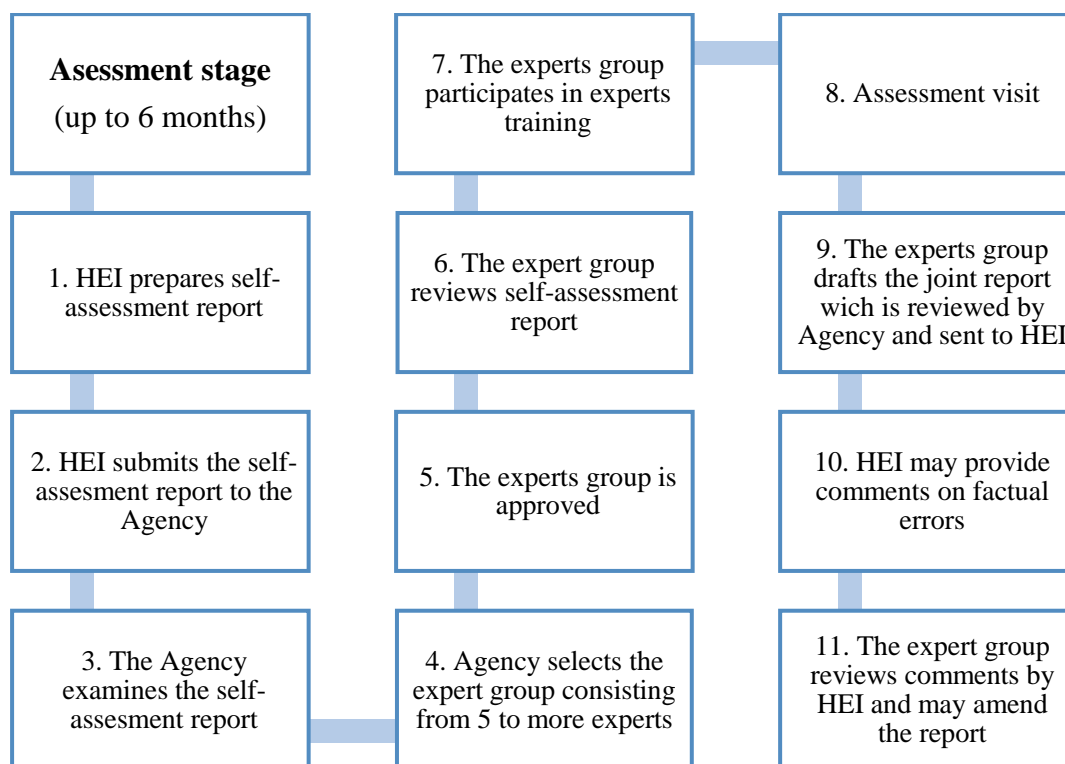 Asessment stage
(up to 6 months)
1. HEI prepares self-
assessment report
2. HEI submits the self-
assesment report to the
Agency
3. The Agency
examines the self-
assesment report
4. Agency selects the
expert group consisting
from 5 to more experts
5. The experts group is
approved
6. The expert group
reviews self-assessment
report
7. The experts group
participates in experts
training
8. Assessment visit
9. The experts group
drafts the joint report
wich is reviewed by
Agency and sent to HEI
10. HEI may provide
comments on factual
errors
11. The expert group
reviews comments by
HEI and may amend
the report